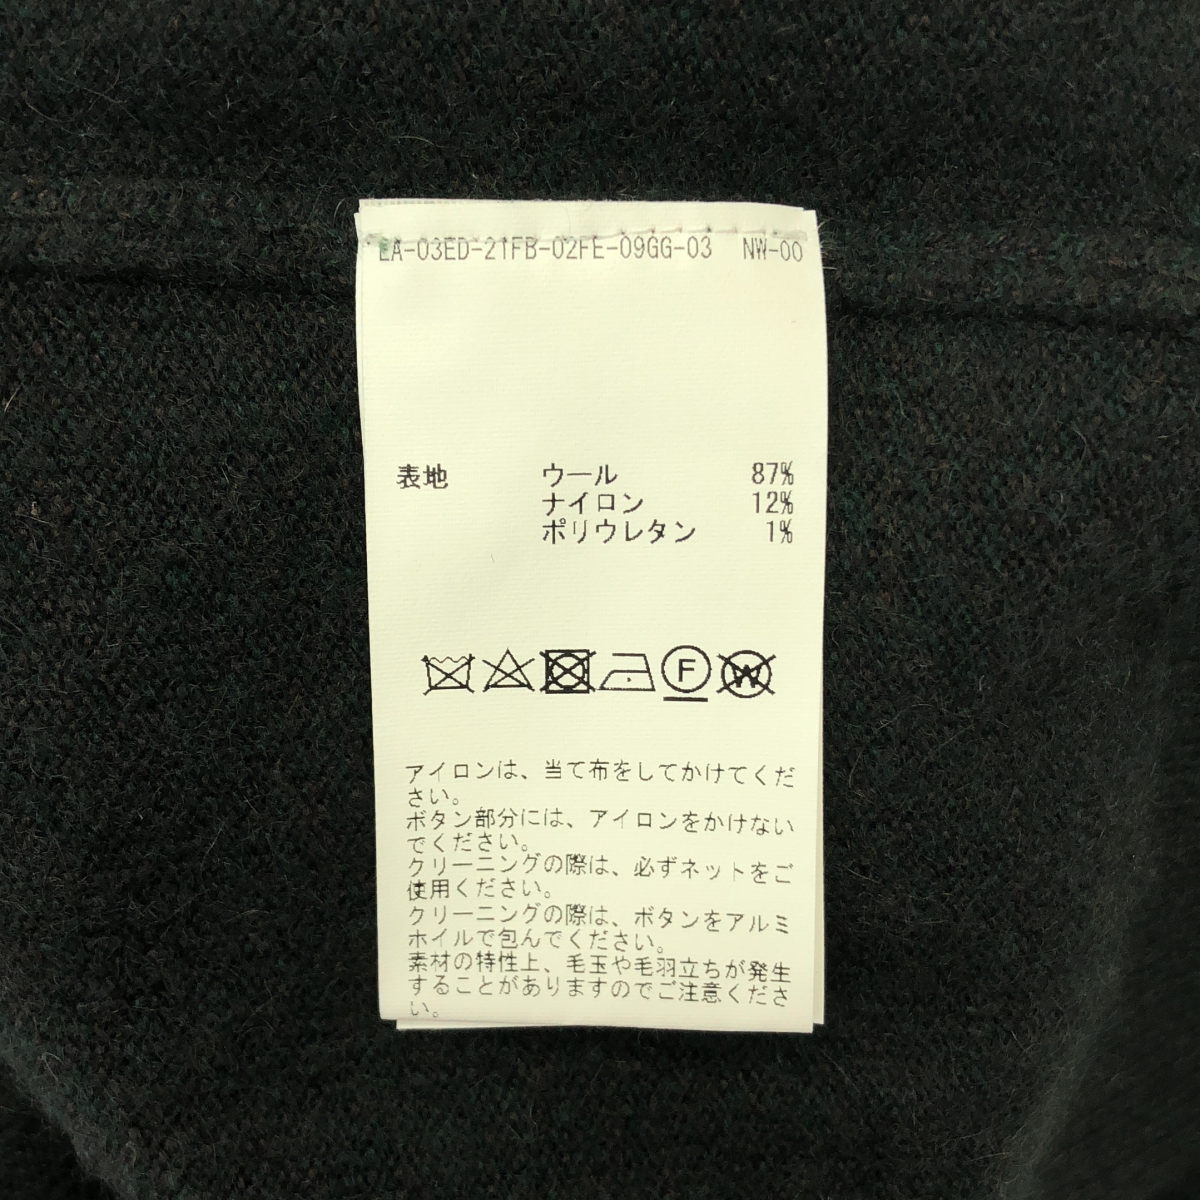 EA-03ED-21FB-02FE-09GG-03 NW-00
表地 ウール 87%
ナイロン 12%
ポリウレタン 1%
F
W
アイロンは、当て布をしてかけてくだ
さい。
ボタン部分には、アイロンをかけない
でください。
クリーニングの際は、必ずネットをご
使用ください。
クリーニングの際は、ボタンをアルミ
ホイルで包んでください。
素材の特性上、毛玉や毛羽立ちが発生
することがありますのでご注意くださ
い。